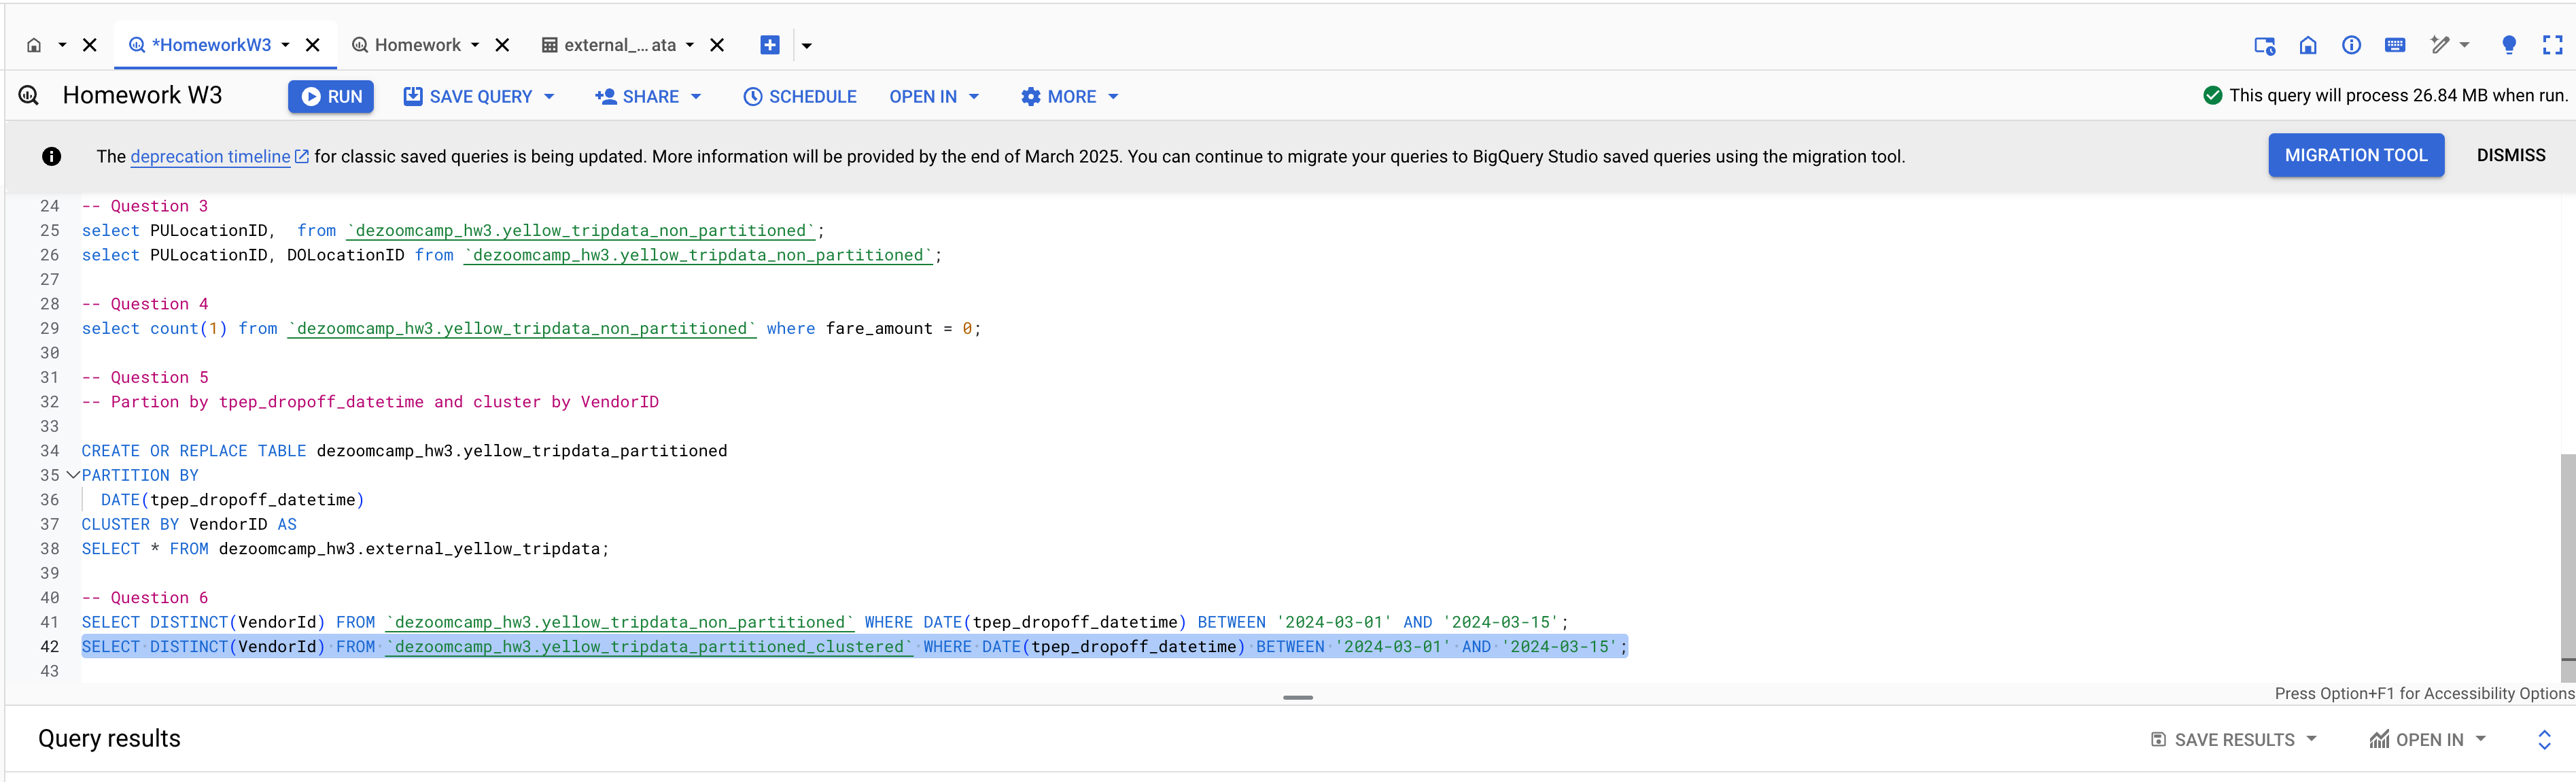 *HomeworkW3 Homework external_... ata
Homework W3 RUN SAVE QUERY SHARE SCHEDULE OPEN IN MORE This query will process 26.84 MB when run.
The deprecation timeline for classic saved queries is being updated. More information will be provided by the end of March 2025. You can continue to migrate your queries to BigQuery Studio saved queries using the migration tool. MIGRATION TOOL DISMISS
24 -- Question 3
25 select PULocationID,  from `dezoomcamp_hw3.yellow_tripdata_non_partitioned`;
26 select PULocationID, DOLocationID from `dezoomcamp_hw3.yellow_tripdata_non_partitioned`;
27
28 -- Question 4
29 select count(1) from `dezoomcamp_hw3.yellow_tripdata_non_partitioned` where fare_amount = 0;
30
31 -- Question 5
32 -- Partion by tpep_dropoff_datetime and cluster by VendorID
33
34 CREATE OR REPLACE TABLE dezoomcamp_hw3.yellow_tripdata_partitioned
35 PARTITION BY
36   DATE(tpep_dropoff_datetime)
37 CLUSTER BY VendorID AS
38 SELECT * FROM dezoomcamp_hw3.external_yellow_tripdata;
39
40 -- Question 6
41 SELECT DISTINCT(VendorId) FROM `dezoomcamp_hw3.yellow_tripdata_non_partitioned` WHERE DATE(tpep_dropoff_datetime) BETWEEN '2024-03-01' AND '2024-03-15';
42 SELECT DISTINCT(VendorId) FROM `dezoomcamp_hw3.yellow_tripdata_partitioned_clustered` WHERE DATE(tpep_dropoff_datetime) BETWEEN '2024-03-01' AND '2024-03-15';
43
Press Option+F1 for Accessibility Options
Query results SAVE RESULTS OPEN IN